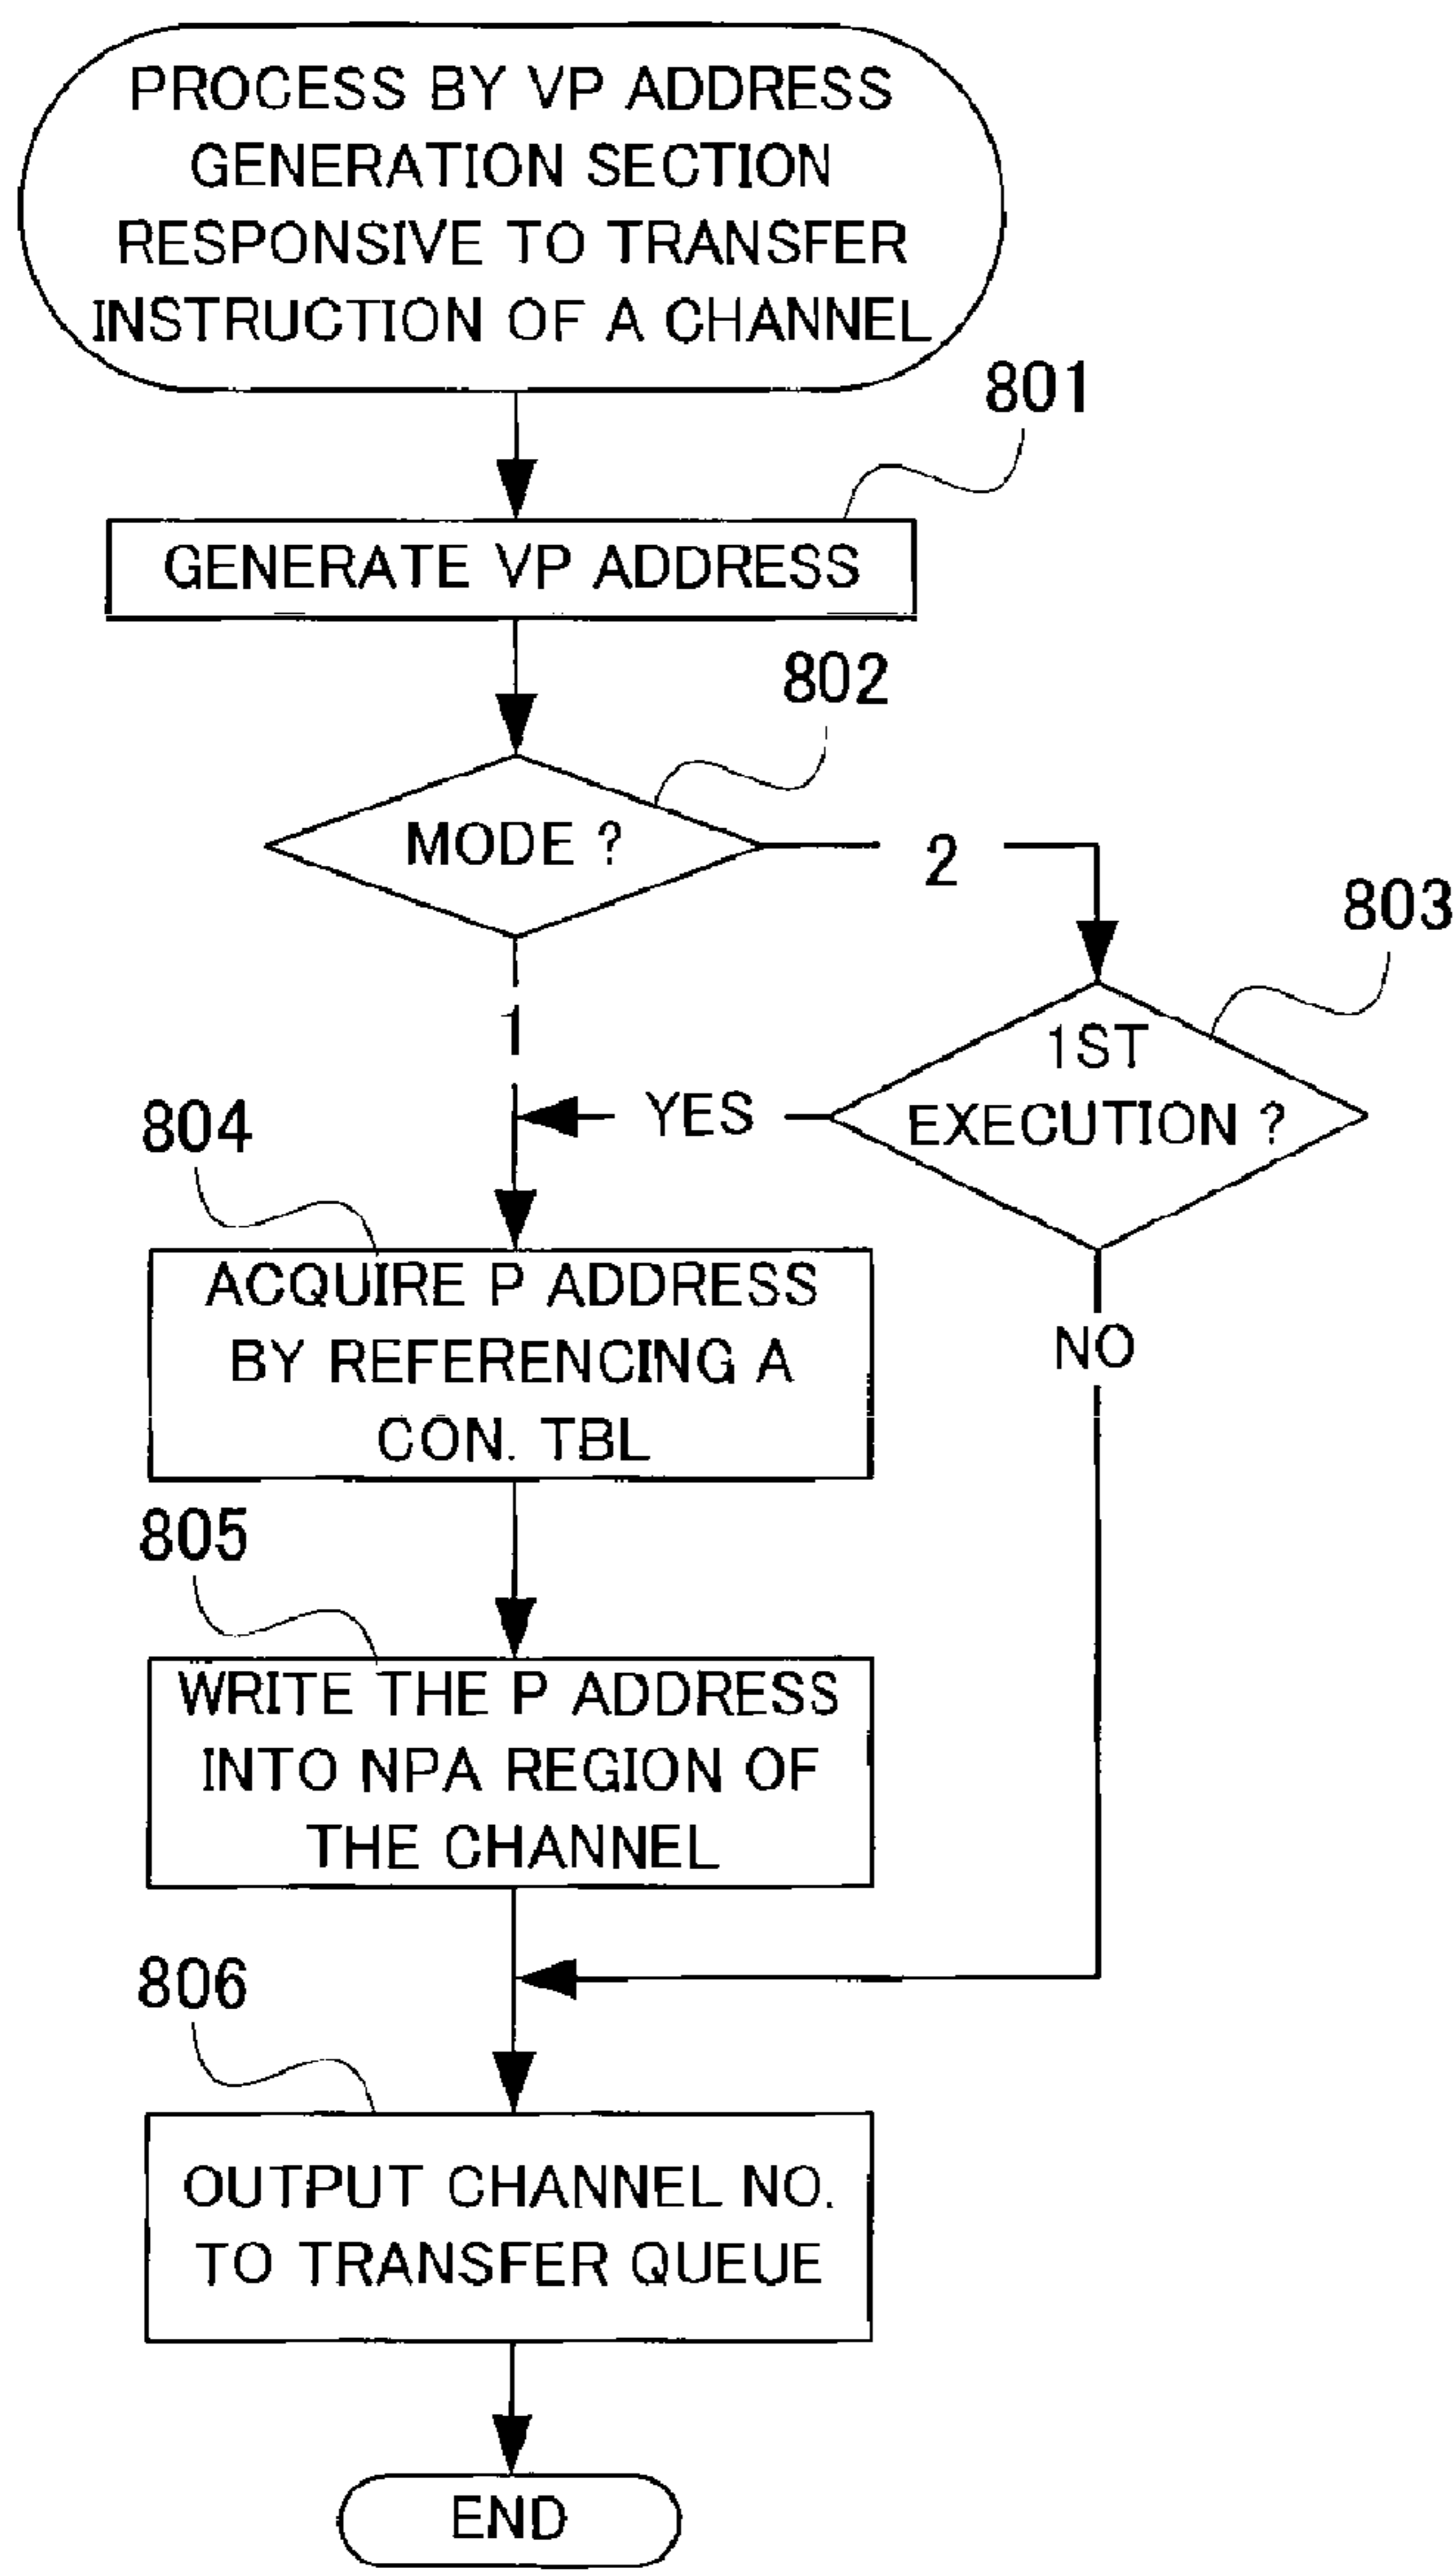 PROCESS BY VP ADDRESS
GENERATION SECTION
RESPONSIVE TO TRANSFER
INSTRUCTION OF A CHANNEL
801
GENERATE VP ADDRESS
802
MODE ?
2
803
1
1ST
EXECUTION ?
YES
804
ACQUIRE P ADDRESS
BY REFERENCING A
CON. TBL
NO
805
WRITE THE P ADDRESS
INTO NPA REGION OF
THE CHANNEL
806
OUTPUT CHANNEL NO.
TO TRANSFER QUEUE
END